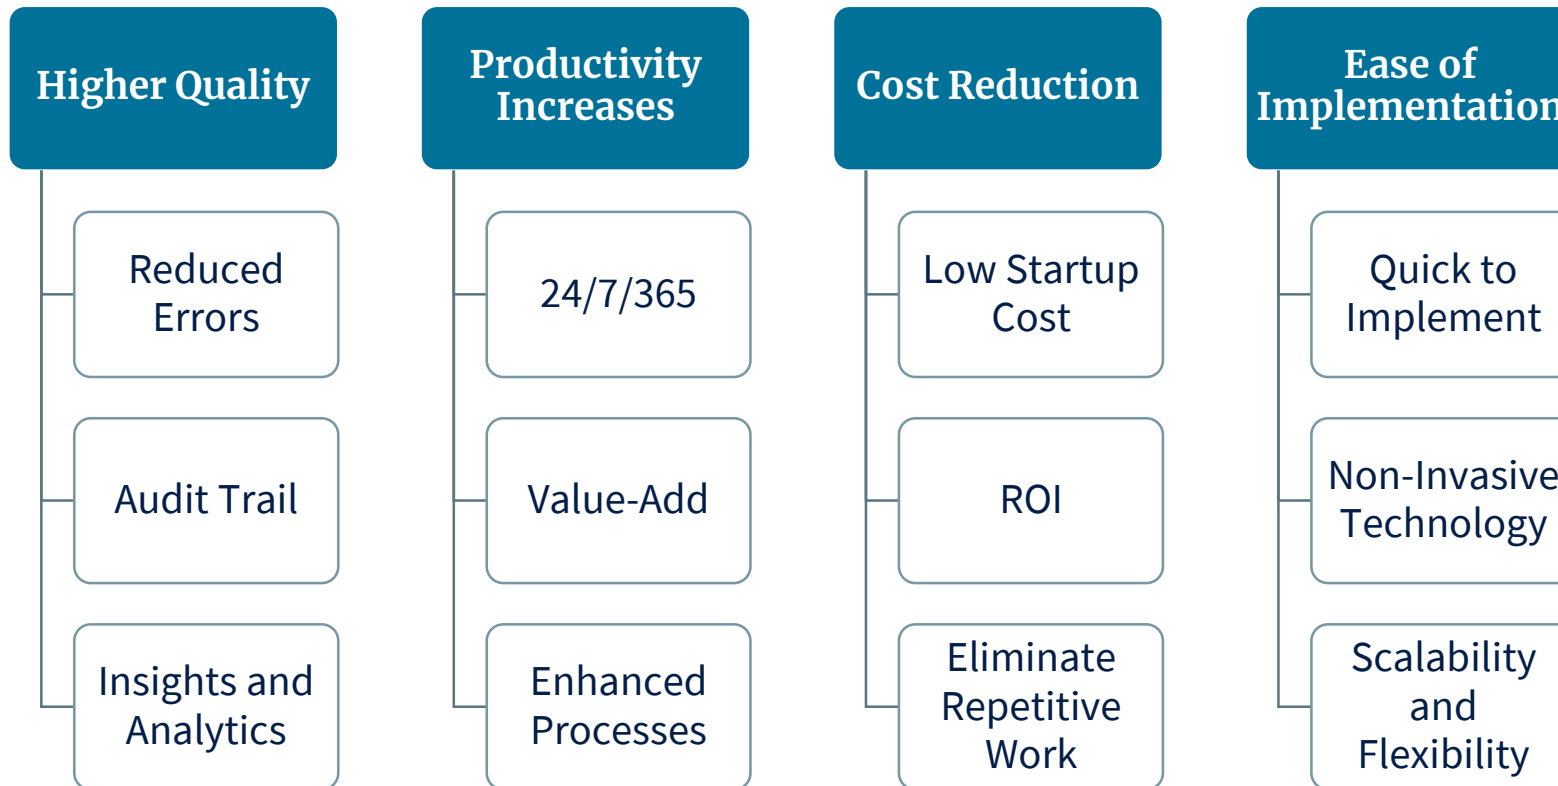 Higher Quality
Reduced
Errors
Audit Trail
Insights and
Analytics
Productivity
Increases
24/7/365
Value-Add
Enhanced
Processes
Cost Reduction
Low Startup
Cost
ROI
Eliminate
Repetitive
Work
Ease of
Implementation
Quick to
Implement
Non-Invasive
Technology
Scalability
and
Flexibility